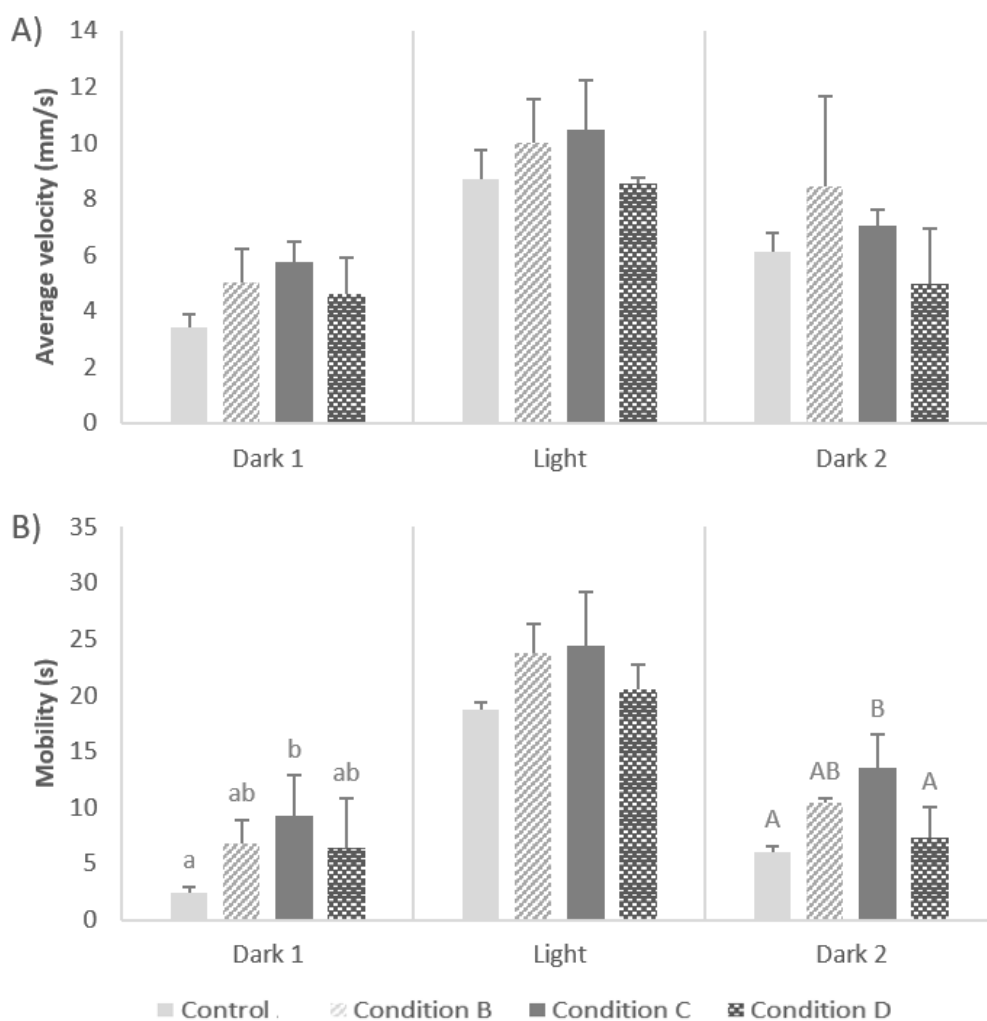 A)
Average velocity (mm/s)
14
12
10
8
6
4
2
0
Dark 1 Light Dark 2
B)
Mobility (s)
35
30
25
20
15
10
5
0
a ab b ab
A AB B A
Dark 1 Light Dark 2
Control . Condition B Condition C Condition D